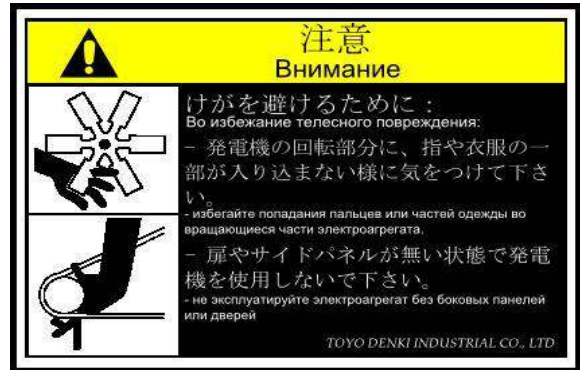 注意
Внимание
けがを避けるために：
Во избежание телесного повреждения:
- 発電機の回転部分に、指や衣服の一
部が入り込まない様に気をつけて下さ
い。
- избегайте попадания пальцев или частей одежды во
вращающиеся части электроагрегата.
- 扉やサイドパネルが無い状態で発電
機を使用しないで下さい。
- не эксплуатируйте электроагрегат без боковых панелей
или дверей
TOYO DENKI INDUSTRIAL CO., LTD